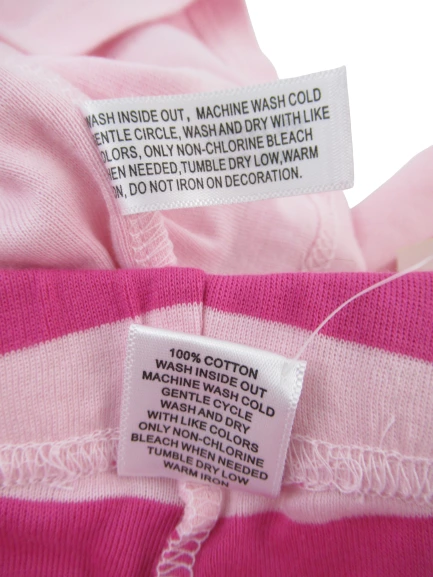 WASH INSIDE OUT, MACHINE WASH COLD
GENTLE CIRCLE, WASH AND DRY WITH LIKE
COLORS, ONLY NON-CHLORINE BLEACH
WHEN NEEDED,TUMBLE DRY LOW,WARM
ON, DO NOT IRON ON DECORATION.
100% COTTON
WASH INSIDE OUT
MACHINE WASH COLD
GENTLE CYCLE
WASH AND DRY
WITH LIKE COLORS
ONLY NON-CHLORINE
BLEACH WHEN NEEDED
TUMBLE DRY LOW
WARM IRON